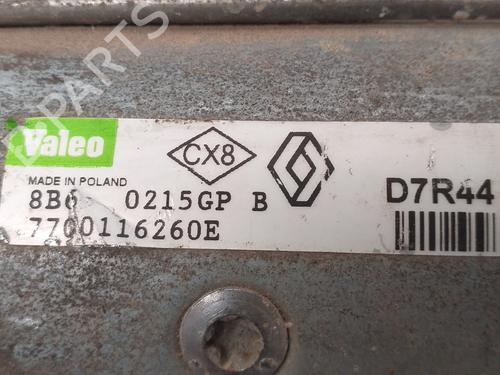 Valeo
CX8
MADE IN POLAND
8B6 0215GP B
D7R44
7700116260E